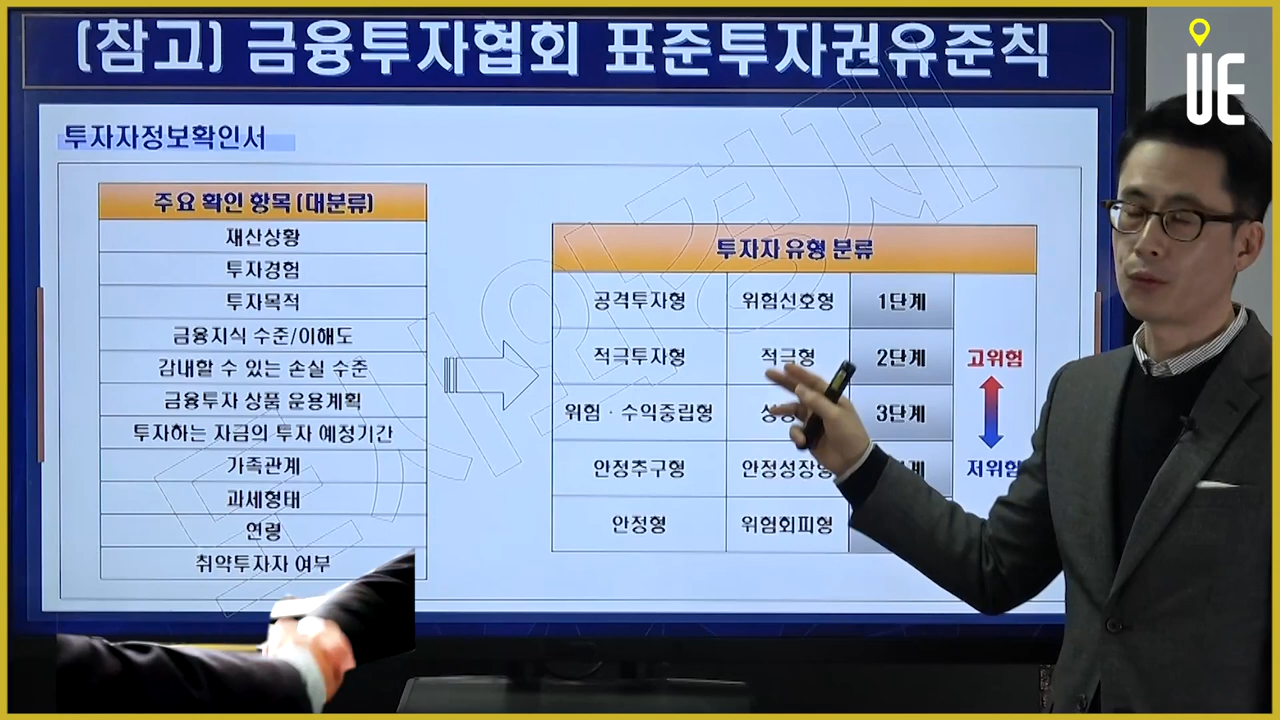 (참고) 금융투자협회 표준투자권유준칙
UE
투자자정보확인서
주요 확인 항목 (대분류)
재산상황
투자경험
투자목적
금융지식 수준/이해도
감내할 수 있는 손실 수준
금융투자 상품 운용계획
투자하는 자금의 투자 예정기간
가족관계
과세형태
연령
취약투자자 여부
투자자 유형 분류
공격투자형 위험선호형 1단계
적극투자형 적극형 2단계
위험 · 수익중립형 3단계
안정추구형 안정성장형
안정형 위험회피형
고위험
저위험
도시와경제